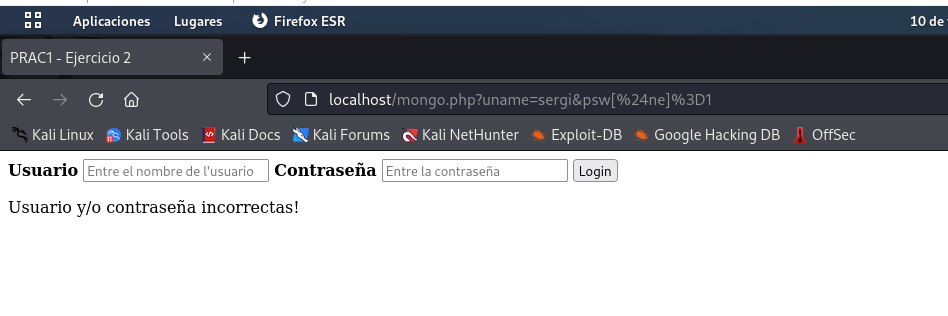 Aplicaciones Lugares Firefox ESR 10 de
PRAC1 - Ejercicio 2
localhost/mongo.php?uname=sergi&psw[%24ne]%3D1
Kali Linux Kali Tools Kali Docs Kali Forums Kali NetHunter Exploit-DB Google Hacking DB OffSec
Usuario Entre el nombre de l'usuario Contraseña Entre la contraseña Login
Usuario y/o contraseña incorrectas!